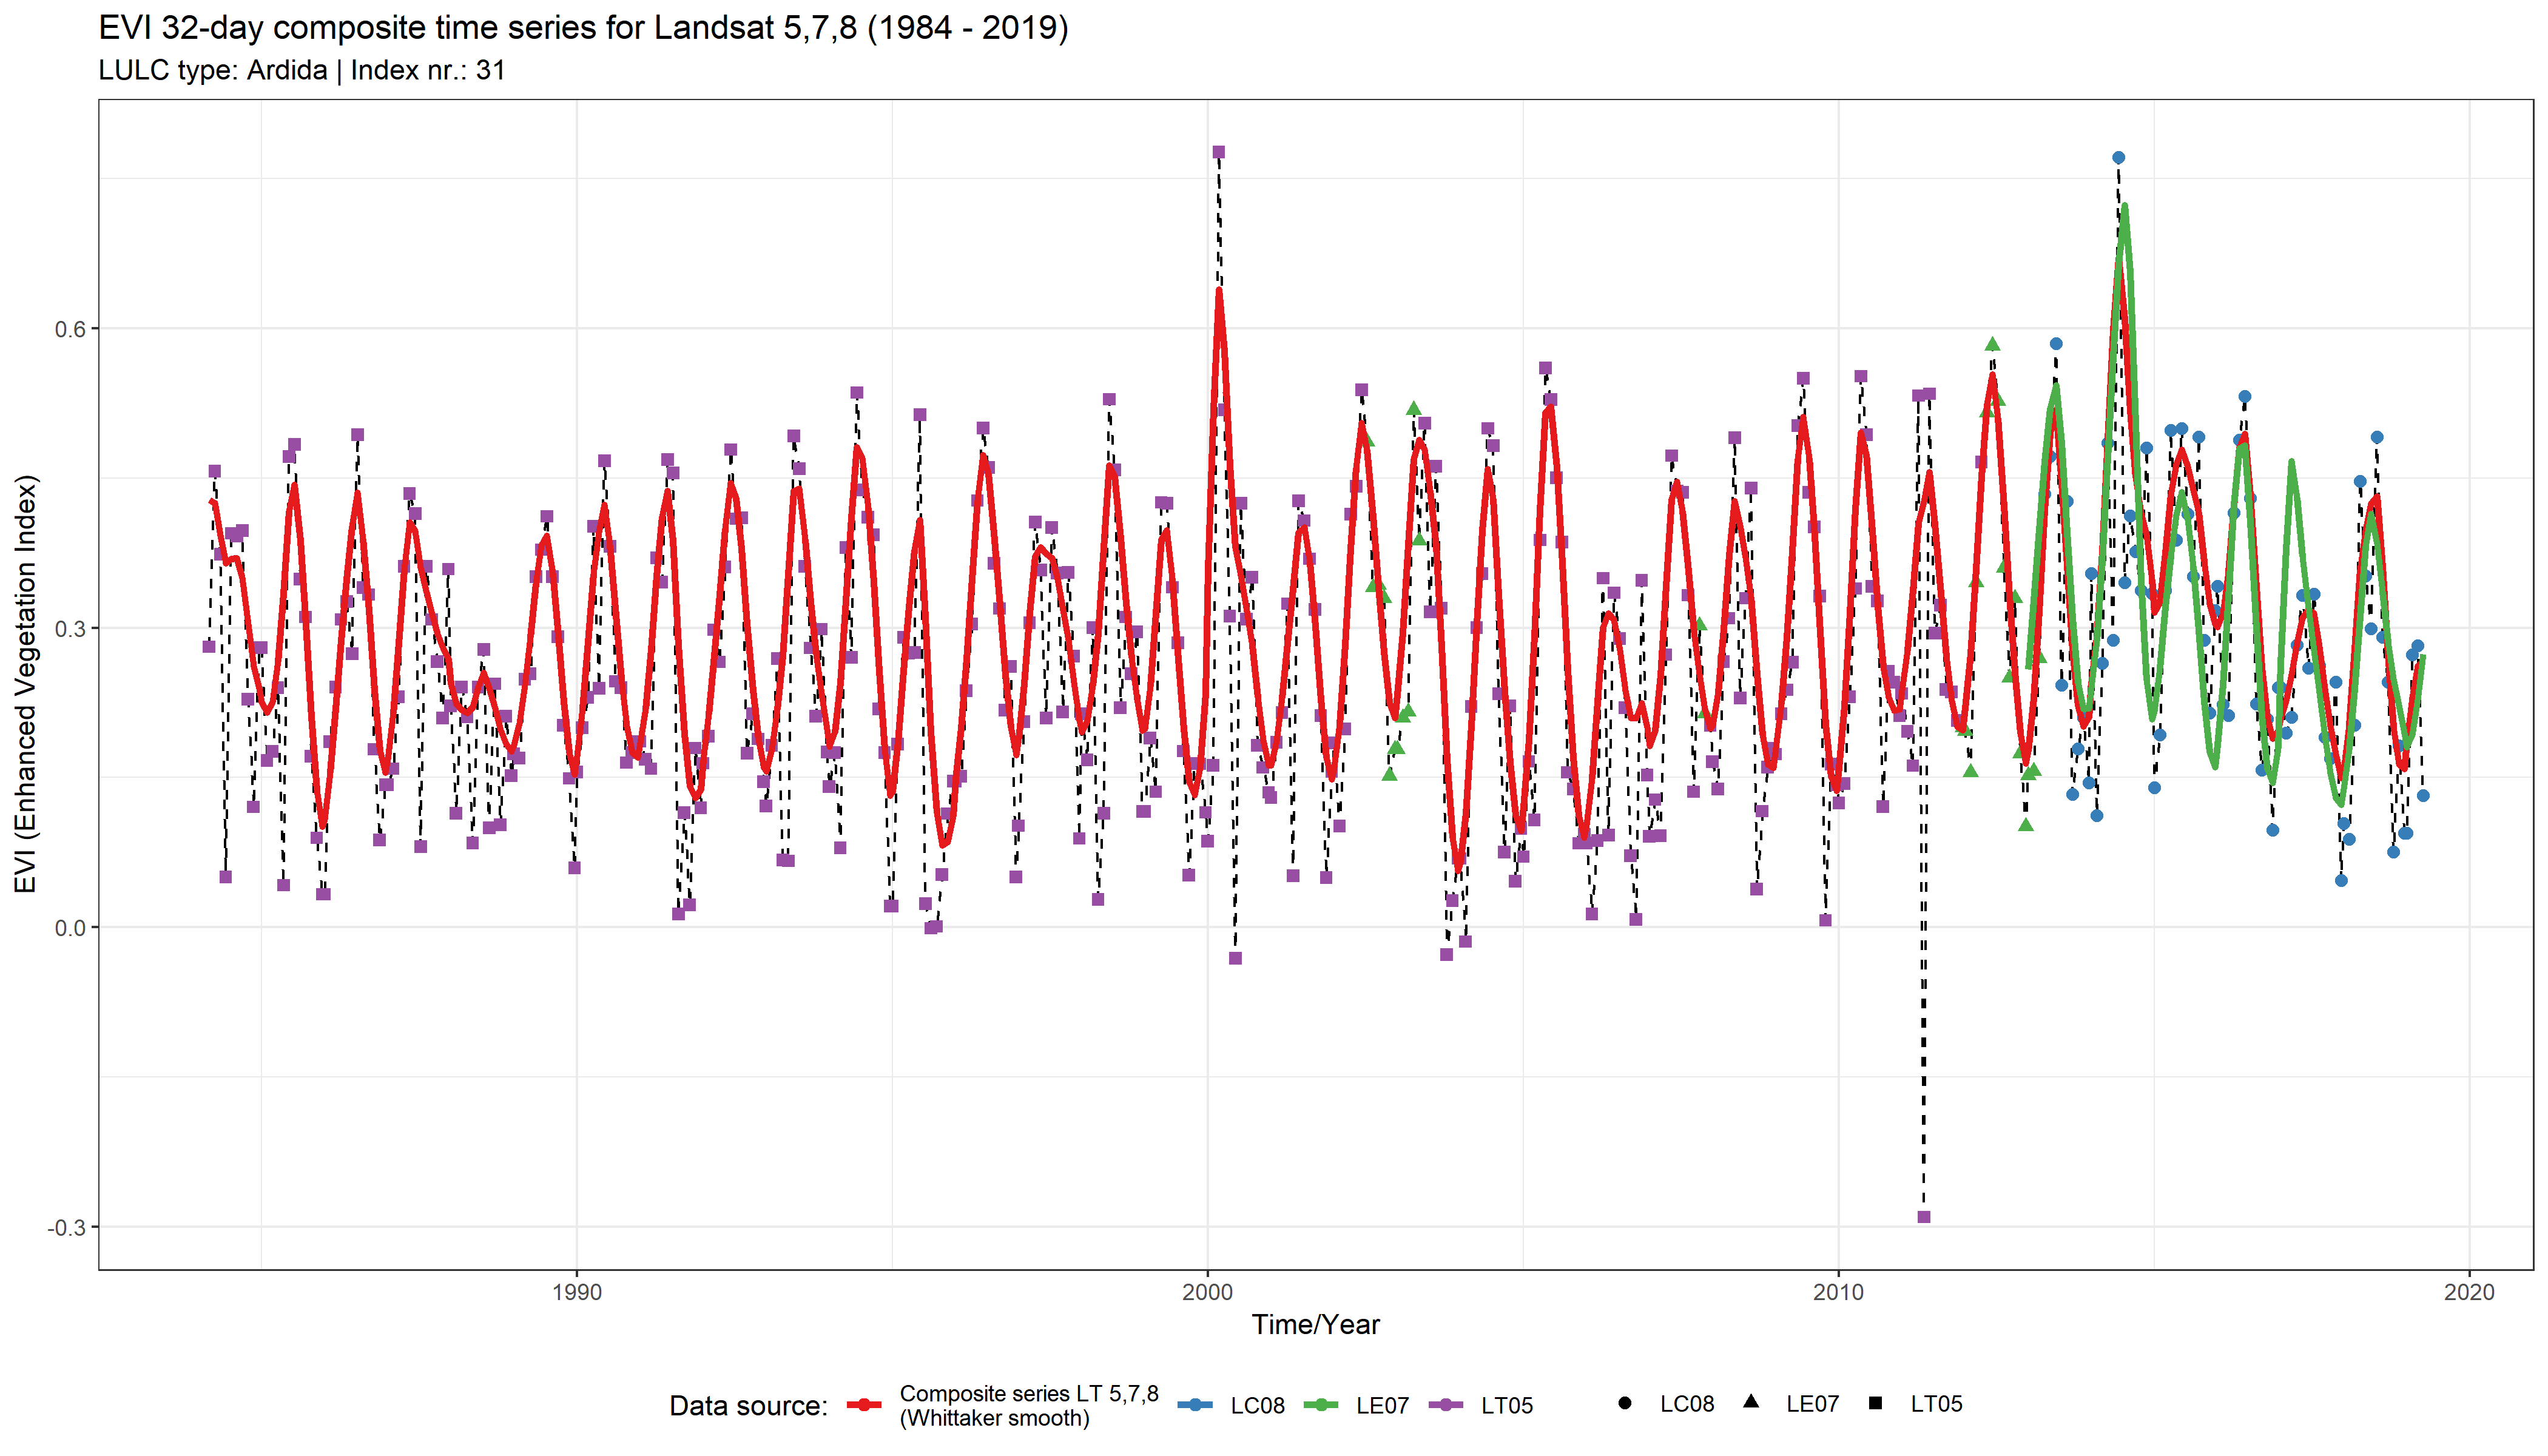 EVI 32-day composite time series for Landsat 5,7,8 (1984 - 2019)
LULC type: Ardida | Index nr.: 31
EVI (Enhanced Vegetation Index)
0.6
0.3
0.0
-0.3
1990 2000 2010 2020
Time/Year
Data source: Composite series LT 5,7,8 (Whittaker smooth) LC08 LE07 LT05 LC08 LE07 LT05